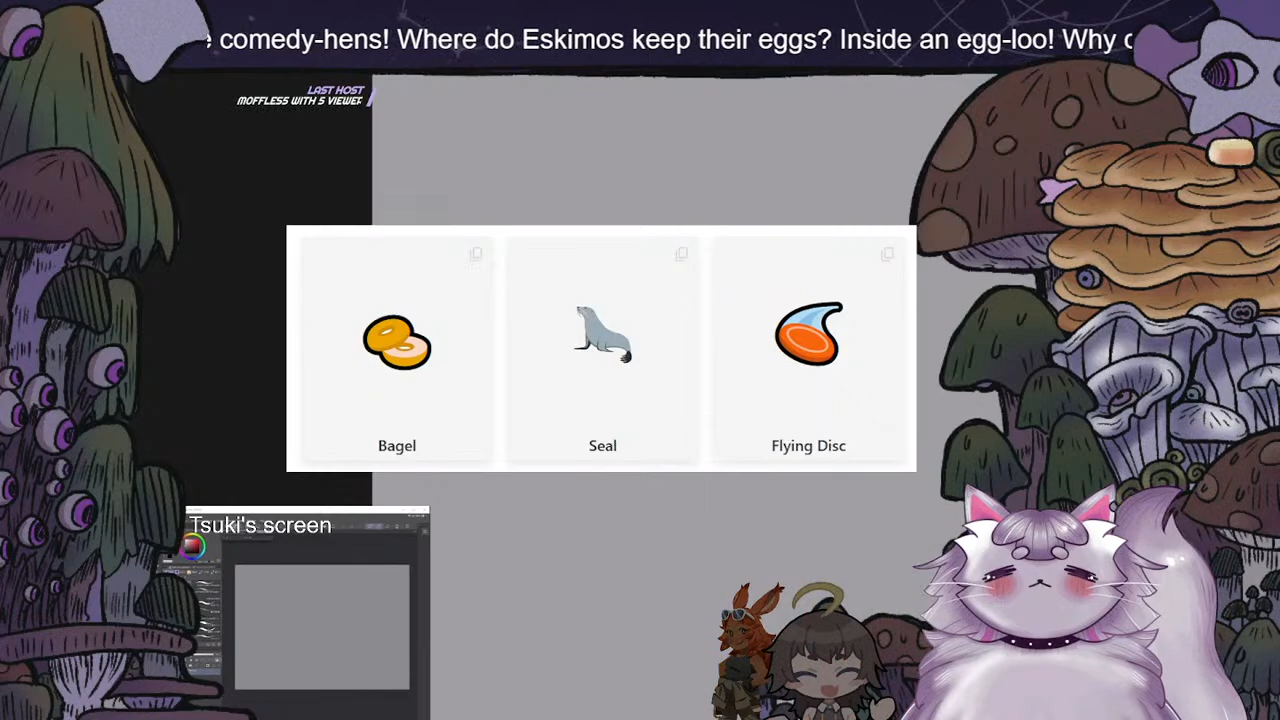 comedy-hens! Where do Eskimos keep their eggs? Inside an egg-loo! Why
LAST HOST
MOFFLESS WITH 5 VIEWER
Bagel
Seal
Flying Disc
Tsuki's screen